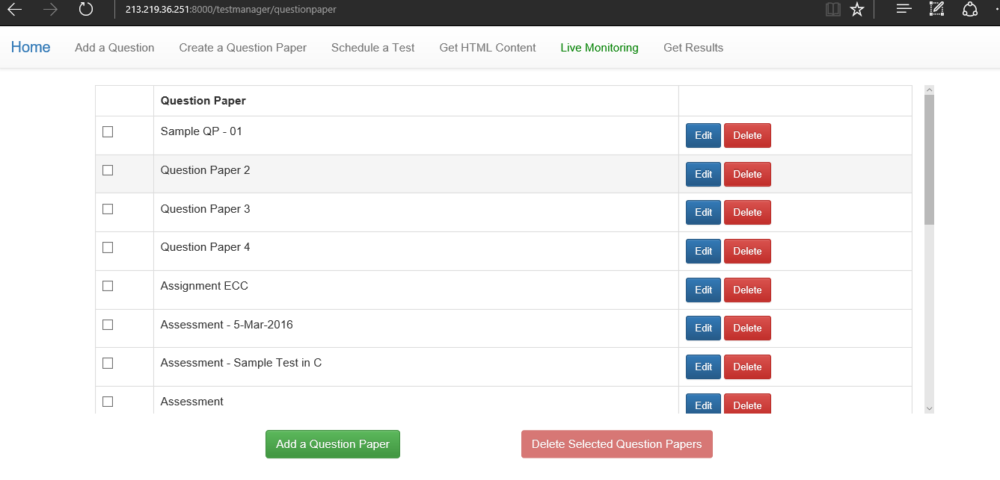 213.219.36.251:8000/testmanager/questionpaper
Home Add a Question Create a Question Paper Schedule a Test Get HTML Content Live Monitoring Get Results
Question Paper
Sample QP - 01 Edit Delete
Question Paper 2 Edit Delete
Question Paper 3 Edit Delete
Question Paper 4 Edit Delete
Assignment ECC Edit Delete
Assessment - 5-Mar-2016 Edit Delete
Assessment - Sample Test in C Edit Delete
Assessment Edit Delete
Add a Question Paper Delete Selected Question Papers